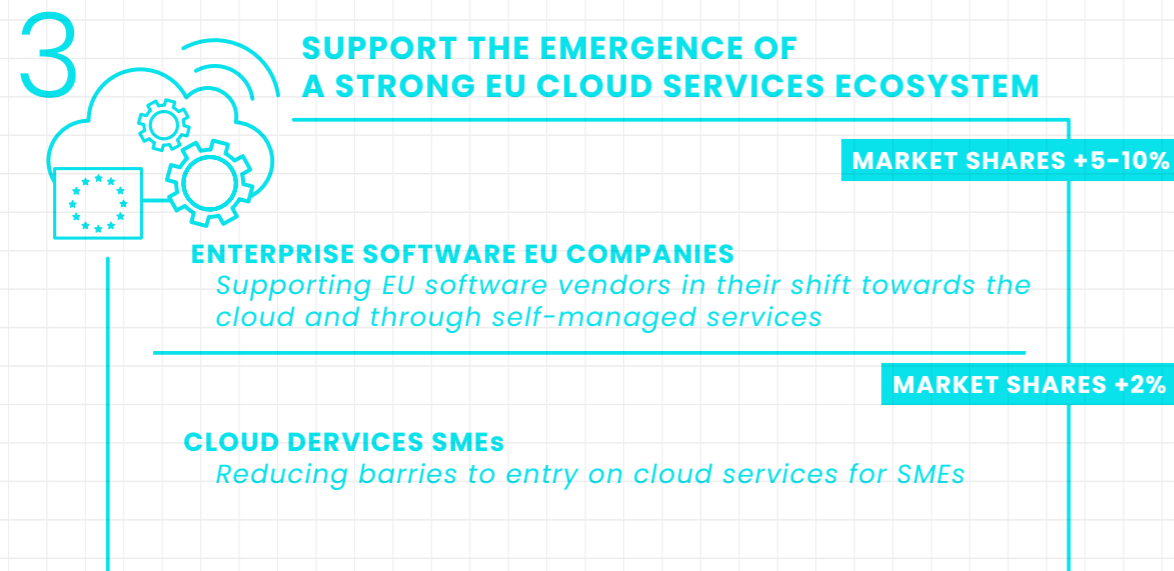 3
SUPPORT THE EMERGENCE OF
A STRONG EU CLOUD SERVICES ECOSYSTEM
MARKET SHARES +5-10%
ENTERPRISE SOFTWARE EU COMPANIES
Supporting EU software vendors in their shift towards the
cloud and through self-managed services
MARKET SHARES +2%
CLOUD DERVICES SMEs
Reducing barries to entry on cloud services for SMEs